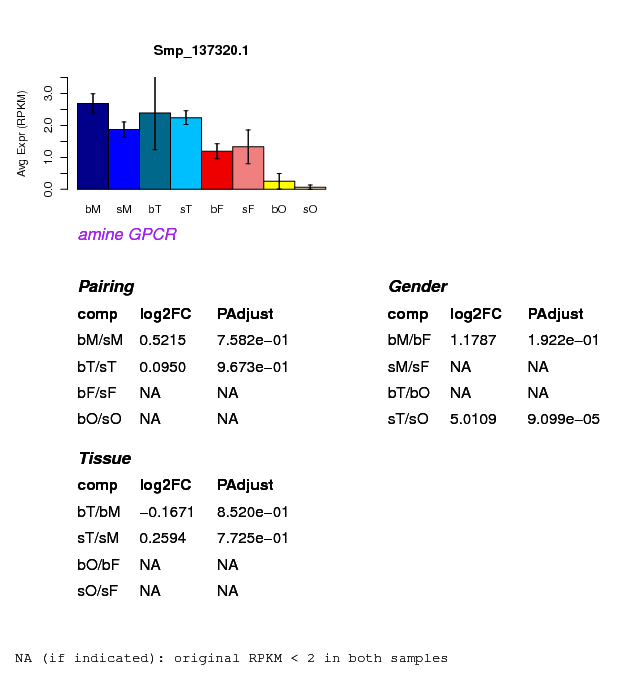 Smp_137320.1
Avg Expr (RPKM)
3.0
2.0
1.0
0.0
bM sM bT sT bF sF bO sO
amine GPCR
Pairing
comp log2FC PAdjust
bM/sM 0.5215 7.582e−01
bT/sT 0.0950 9.673e−01
bF/sF NA NA
bO/sO NA NA
Gender
comp log2FC PAdjust
bM/bF 1.1787 1.922e−01
sM/sF NA NA
bT/bO NA NA
sT/sO 5.0109 9.099e−05
Tissue
comp log2FC PAdjust
bT/bM −0.1671 8.520e−01
sT/sM 0.2594 7.725e−01
bO/bF NA NA
sO/sF NA NA
NA (if indicated): original RPKM < 2 in both samples